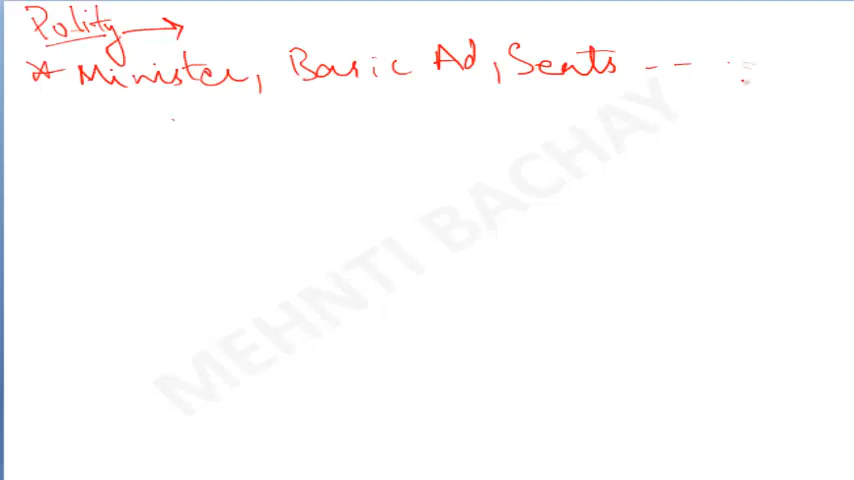 Polity →
* Minister, Basic Ad, Seats -- 
MEHNTI BACHAY